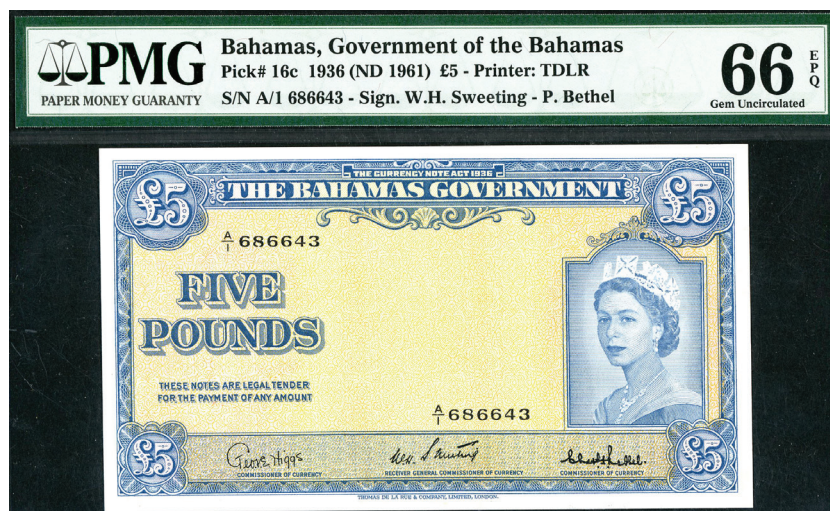 PMG
PAPER MONEY GUARANTY
Bahamas, Government of the Bahamas
Pick# 16c 1936 (ND 1961) £5 - Printer: TDLR
S/N A/1 686643 - Sign. W.H. Sweeting - P. Bethel
66
EPQ
Gem Uncirculated
THE CURRENCY NOTE ACT 1936
£5 THE BAHAMAS GOVERNMENT £5
A/1 686643
FIVE
POUNDS
THESE NOTES ARE LEGAL TENDER
FOR THE PAYMENT OF ANY AMOUNT
A/1 686643
£5 £5
George Higgs
COMMISSIONER OF CURRENCY
RECEIVER GENERAL COMMISSIONER OF CURRENCY
COMMISSIONER OF CURRENCY
THOMAS DE LA RUE & COMPANY, LIMITED, LONDON.